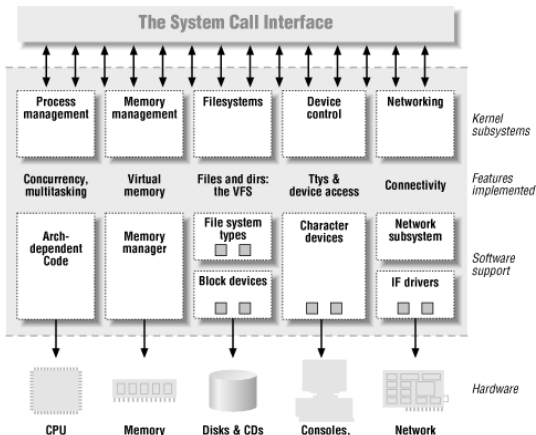 The System Call Interface
Process management
Memory management
Filesystems
Device control
Networking
Kernel subsystems
Concurrency, multitasking
Virtual memory
Files and dirs: the VFS
Ttys & device access
Connectivity
Features implemented
Arch-dependent Code
Memory manager
File system types
Block devices
Character devices
Network subsystem
IF drivers
Software support
Hardware
CPU
Memory
Disks & CDs
Consoles,
Network